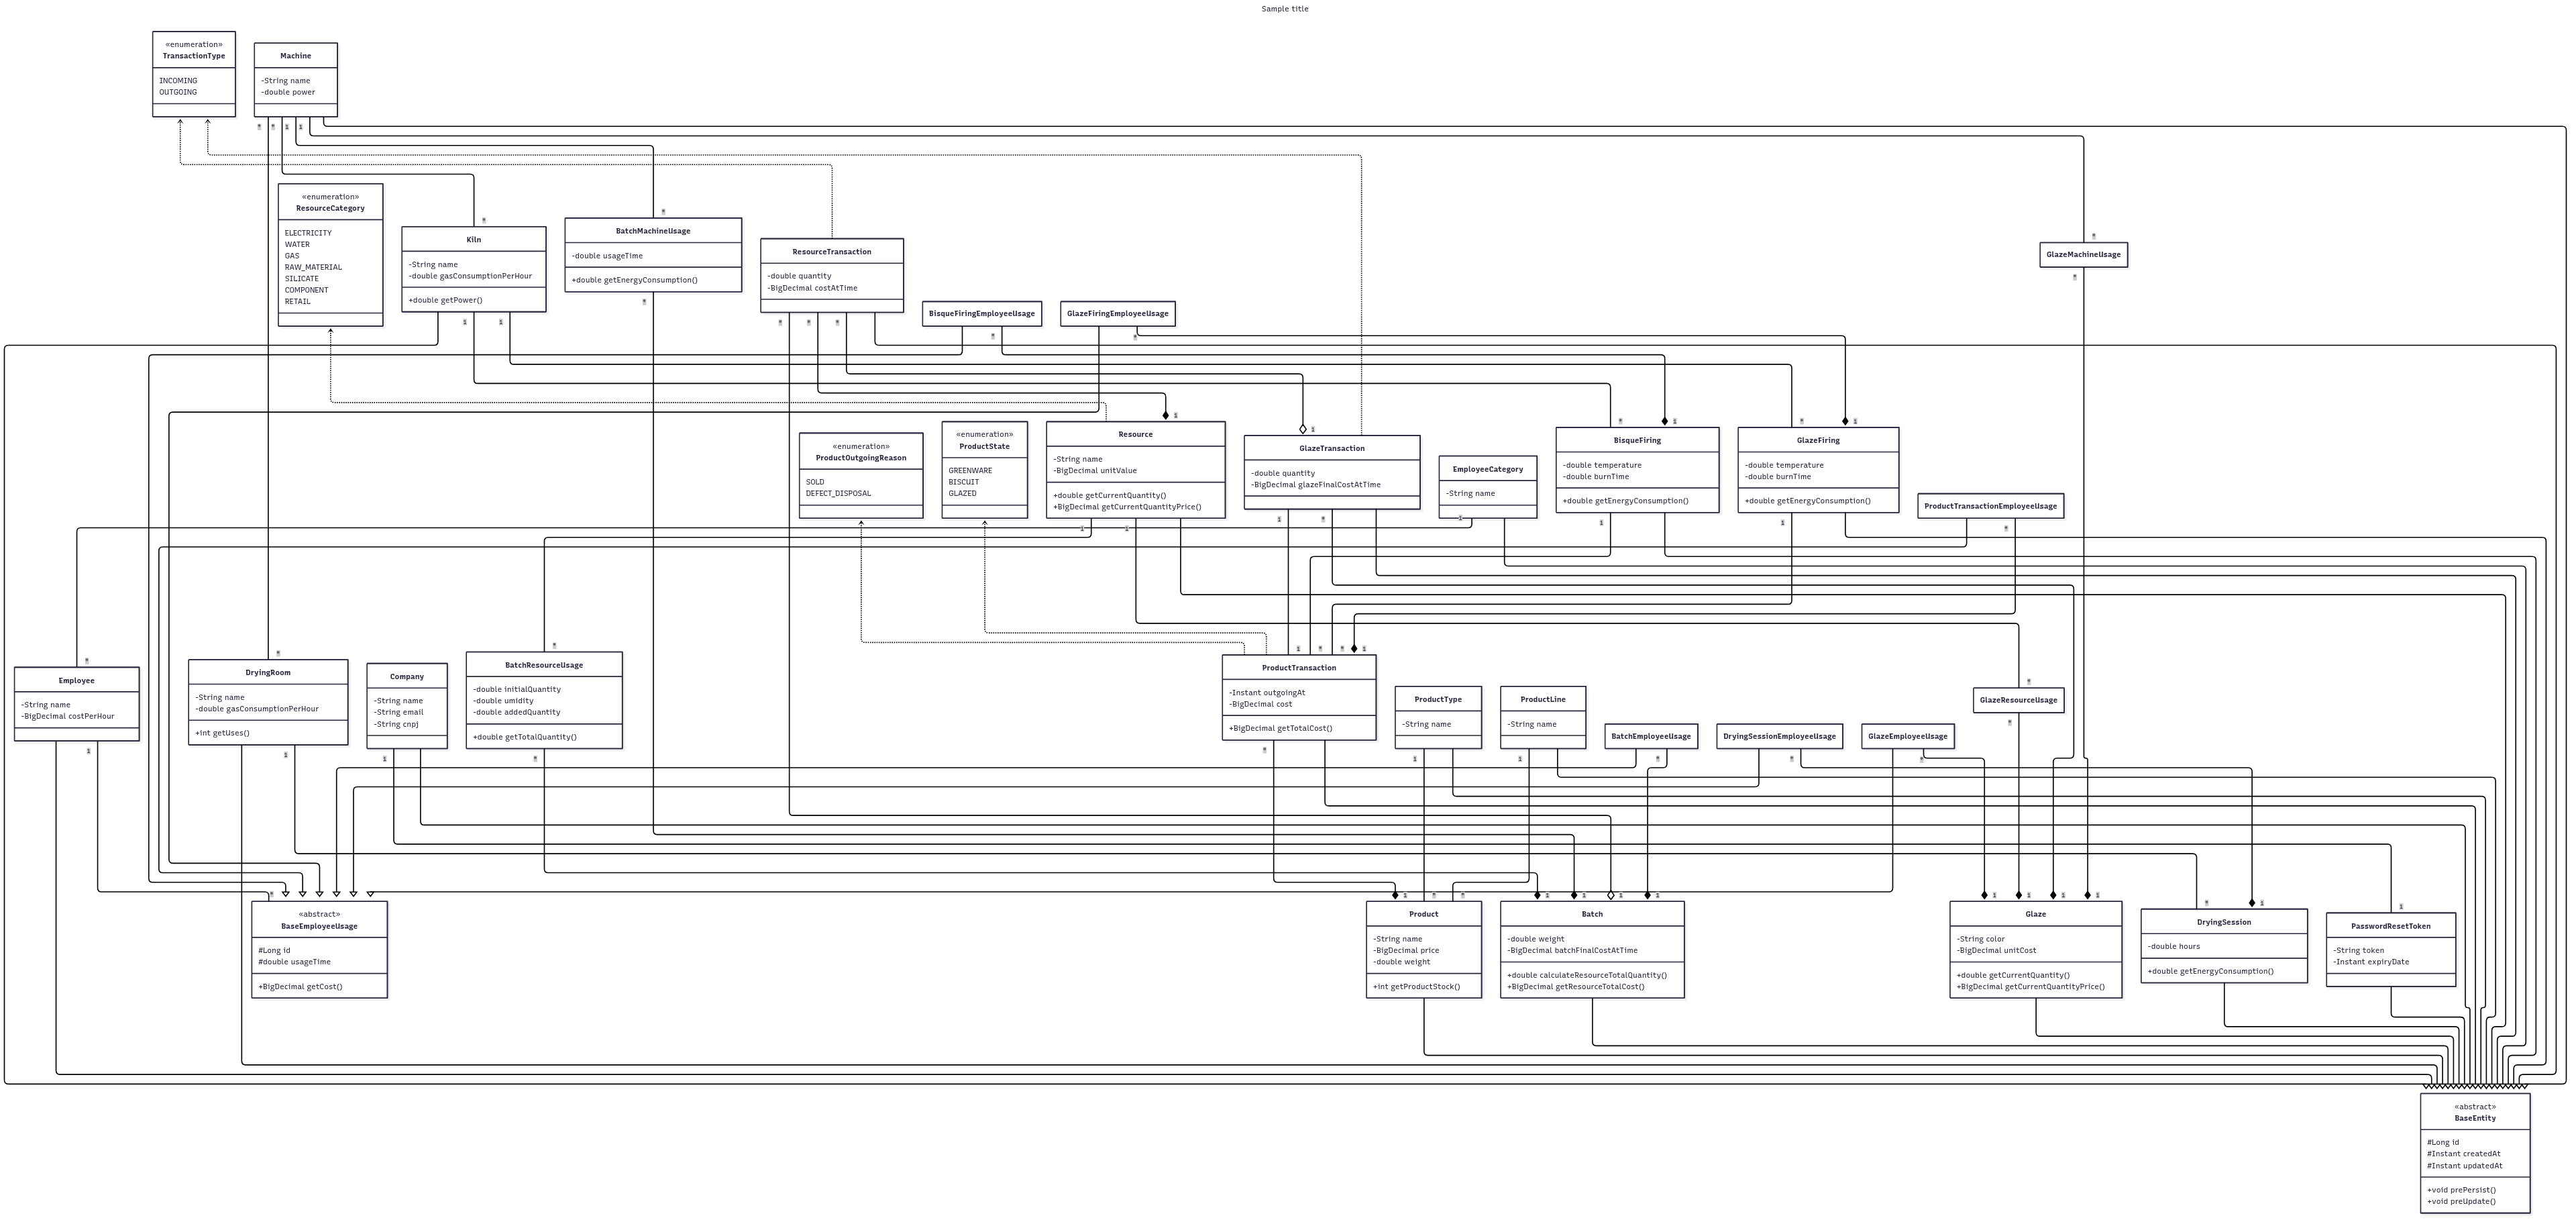 Sample title
«enumeration»
TransactionType
INCOMING
OUTGOING
Machine
-String name
-double power
«enumeration»
ResourceCategory
ELECTRICITY
WATER
GAS
RAW_MATERIAL
SILICATE
COMPONENT
RETAIL
Kiln
-String name
-double gasConsumptionPerHour
+double getPower()
BatchMachineUsage
-double usageTime
+double getEnergyConsumption()
ResourceTransaction
-double quantity
-BigDecimal costAtTime
GlazeMachineUsage
BisqueFiringEmployeeUsage
GlazeFiringEmployeeUsage
«enumeration»
ProductOutgoingReason
SOLD
DEFECT_DISPOSAL
«enumeration»
ProductState
GREENWARE
BISCUIT
GLAZED
Resource
-String name
-BigDecimal unitValue
+double getCurrentQuantity()
+BigDecimal getCurrentQuantityPrice()
GlazeTransaction
-double quantity
-BigDecimal glazeFinalCostAtTime
EmployeeCategory
-String name
BisqueFiring
-double temperature
-double burnTime
+double getEnergyConsumption()
GlazeFiring
-double temperature
-double burnTime
+double getEnergyConsumption()
ProductTransactionEmployeeUsage
Employee
-String name
-BigDecimal costPerHour
DryingRoom
-String name
-double gasConsumptionPerHour
+int getUses()
Company
-String name
-String email
-String cnpj
BatchResourceUsage
-double initialQuantity
-double umidity
-double addedQuantity
+double getTotalQuantity()
ProductTransaction
-Instant outgoingAt
-BigDecimal cost
+BigDecimal getTotalCost()
ProductType
-String name
ProductLine
-String name
BatchEmployeeUsage
DryingSessionEmployeeUsage
GlazeEmployeeUsage
GlazeResourceUsage
«abstract»
BaseEmployeeUsage
#Long id
#double usageTime
+BigDecimal getCost()
Product
-String name
-BigDecimal price
-double weight
+int getProductStock()
Batch
-double weight
-BigDecimal batchFinalCostAtTime
+double calculateResourceTotalQuantity()
+BigDecimal getResourceTotalCost()
Glaze
-String color
-BigDecimal unitCost
+double getCurrentQuantity()
+BigDecimal getCurrentQuantityPrice()
DryingSession
-double hours
+double getEnergyConsumption()
PasswordResetToken
-String token
-Instant expiryDate
«abstract»
BaseEntity
#Long id
#Instant createdAt
#Instant updatedAt
+void prePersist()
+void preUpdate()